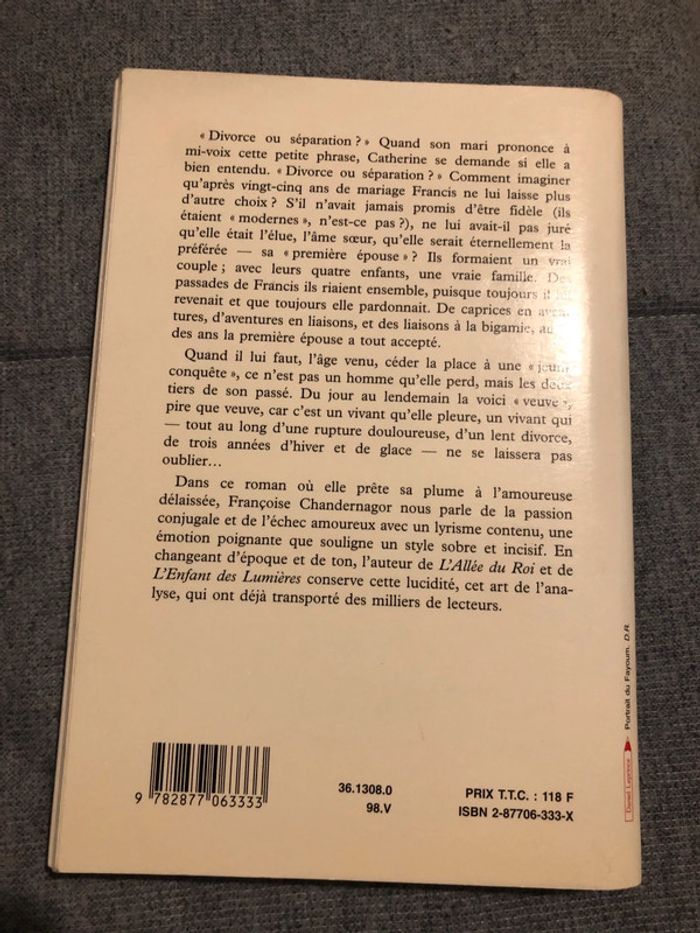 « Divorce ou séparation ? » Quand son mari prononce à
mi-voix cette petite phrase, Catherine se demande si elle a
bien entendu. « Divorce ou séparation ? » Comment imaginer
qu'après vingt-cinq ans de mariage Francis ne lui laisse plus
d'autre choix ? S'il n'avait jamais promis d'être fidèle (ils
étaient « modernes », n'est-ce pas ?), ne lui avait-il pas juré
qu'elle était l'élue, l'âme sœur, qu'elle serait éternellement la
préférée — sa « première épouse » ? Ils formaient un vrai
couple ; avec leurs quatre enfants, une vraie famille. Des
passades de Francis ils riaient ensemble, puisque toujours il lui
revenait et que toujours elle pardonnait. De caprices en aven-
tures, d'aventures en liaisons, et des liaisons à la bigamie, au
des ans la première épouse a tout accepté.
Quand il lui faut, l'âge venu, céder la place à une « jeune
conquête », ce n'est pas un homme qu'elle perd, mais les deux
tiers de son passé. Du jour au lendemain la voici « veuve »,
pire que veuve, car c'est un vivant qu'elle pleure, un vivant qui
— tout au long d'une rupture douloureuse, d'un lent divorce,
de trois années d'hiver et de glace — ne se laissera pas
oublier...
Dans ce roman où elle prête sa plume à l'amoureuse
délaissée, Françoise Chandernagor nous parle de la passion
conjugale et de l'échec amoureux avec un lyrisme contenu, une
émotion poignante que souligne un style sobre et incisif. En
changeant d'époque et de ton, l'auteur de L'Allée du Roi et de
L'Enfant des Lumières conserve cette lucidité, cet art de l'ana-
lyse, qui ont déjà transporté des milliers de lecteurs.
9 782877 063333
36.1308.0
98.V
PRIX T.T.C. : 118 F
ISBN 2-87706-333-X
Portrait du Fayoum. D.R.